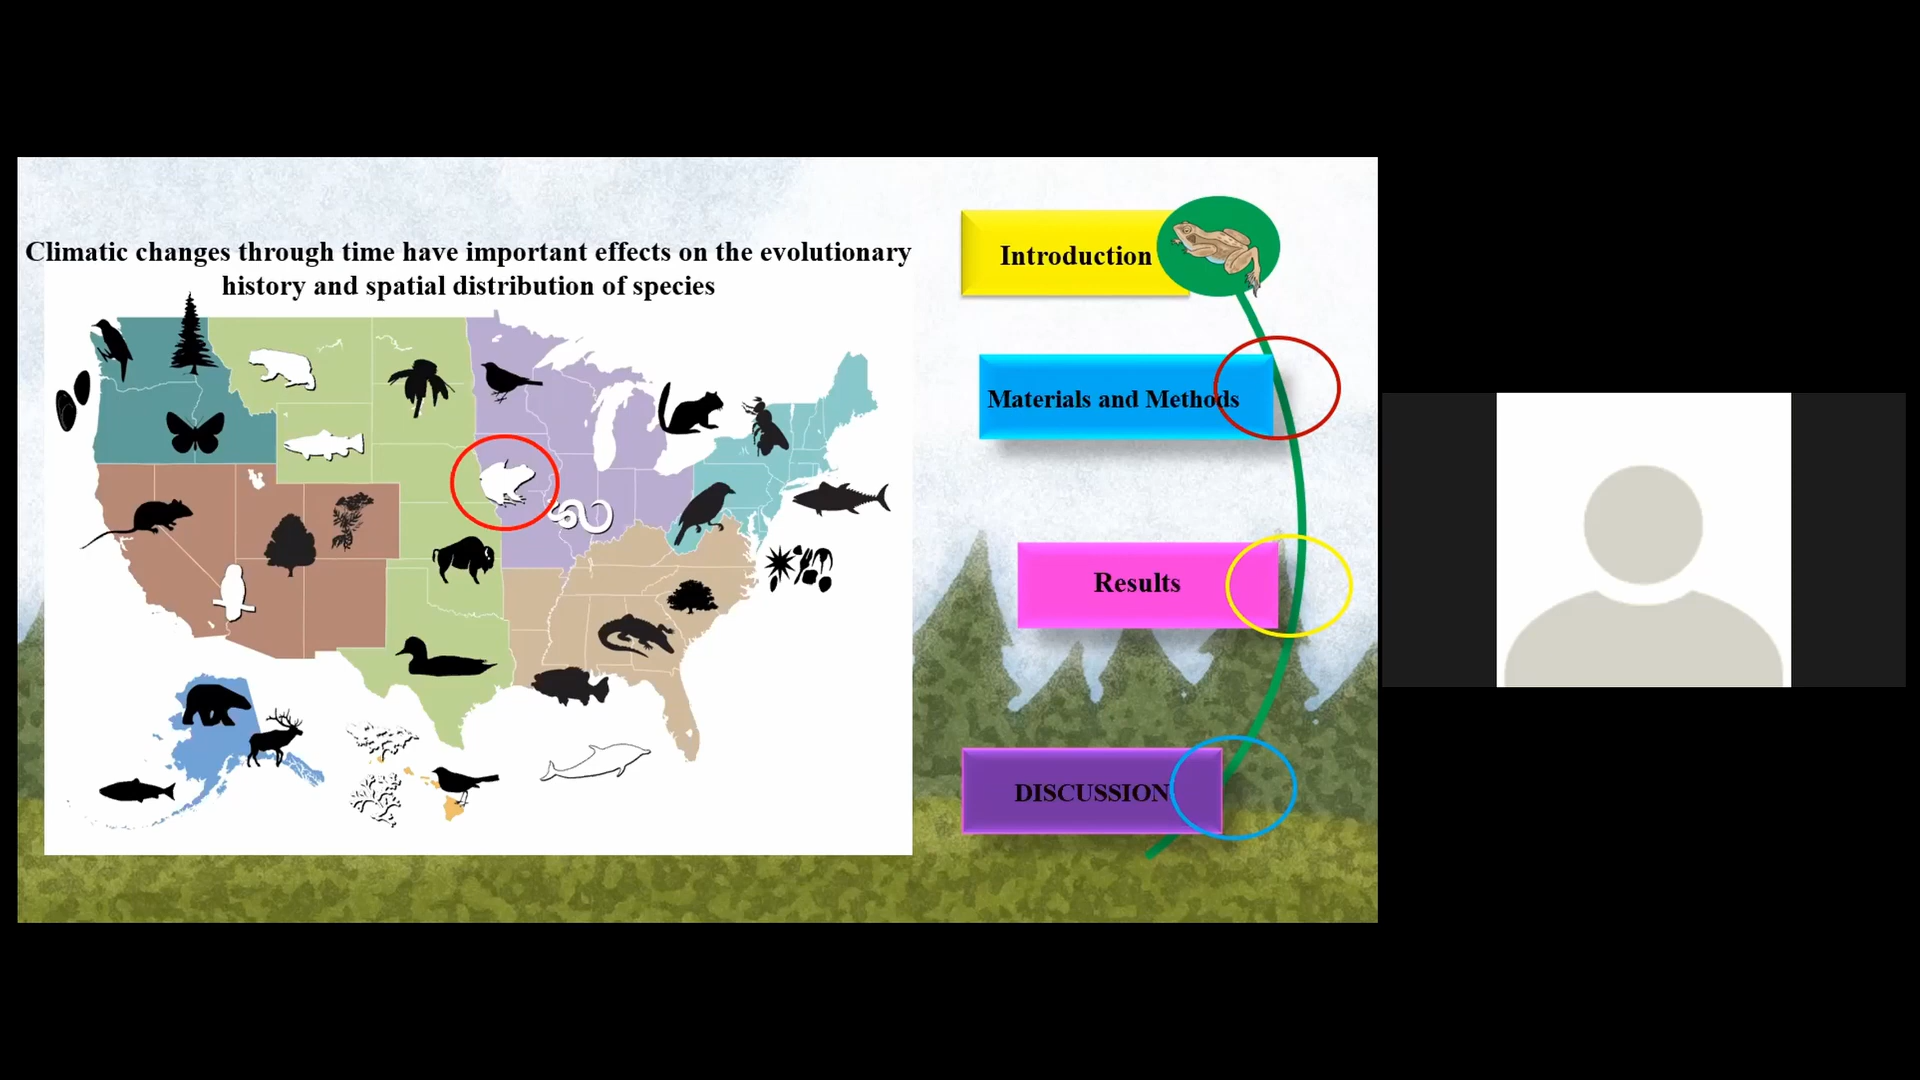 Climatic changes through time have important effects on the evolutionary
history and spatial distribution of species
Introduction
Materials and Methods
Results
DISCUSSION